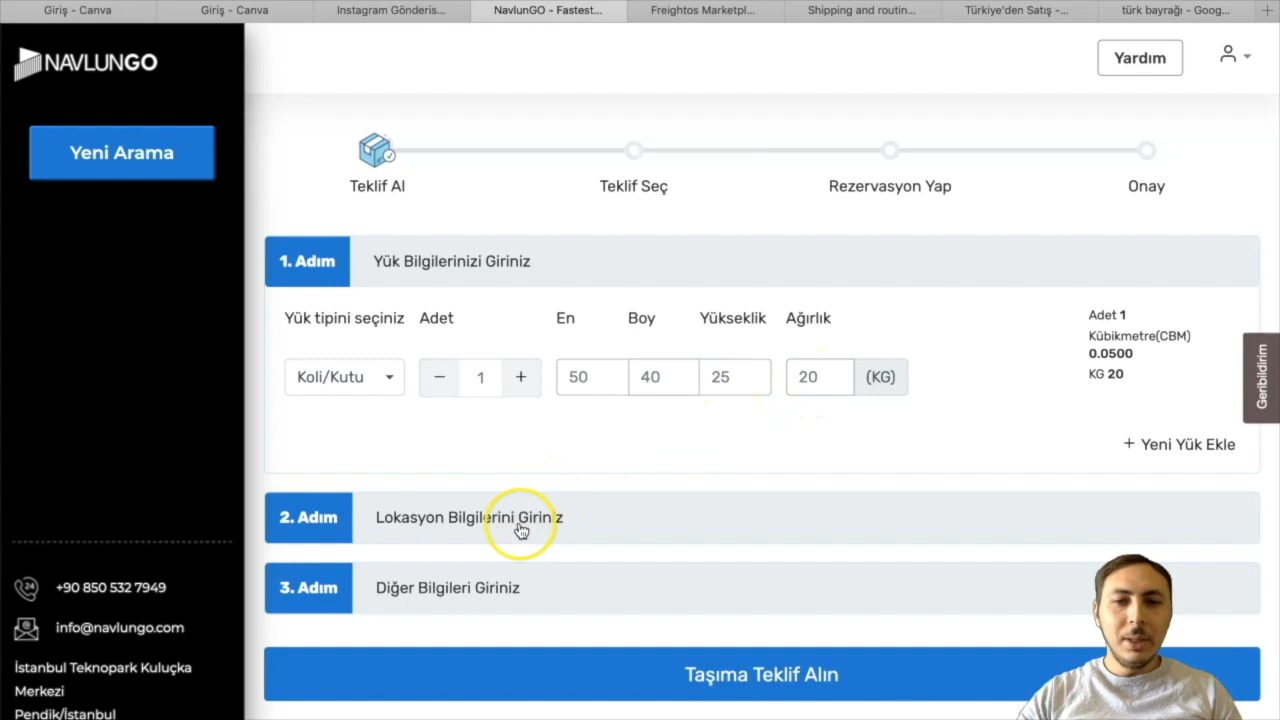 Giriş - Canva
Giriş - Canva
Instagram Gönderis...
NavlunGO - Fastest...
Freightos Marketpl...
Shipping and routin...
Türkiye'den Satış -...
türk bayrağı - Goog...
NAVLUNGO
Yardım
Yeni Arama
Teklif Al
Teklif Seç
Rezervasyon Yap
Onay
1. Adım
Yük Bilgilerinizi Giriniz
Yük tipini seçiniz
Adet
En
Boy
Yükseklik
Ağırlık
Koli/Kutu
− 1 +
50
40
25
20
(KG)
Adet 1
Kübikmetre(CBM)
0.0500
KG 20
Geribildirim
+ Yeni Yük Ekle
2. Adım
Lokasyon Bilgilerini Giriniz
3. Adım
Diğer Bilgileri Giriniz
Taşıma Teklif Alın
24
+90 850 532 7949
info@navlungo.com
İstanbul Teknopark Kuluçka
Merkezi
Pendik/İstanbul